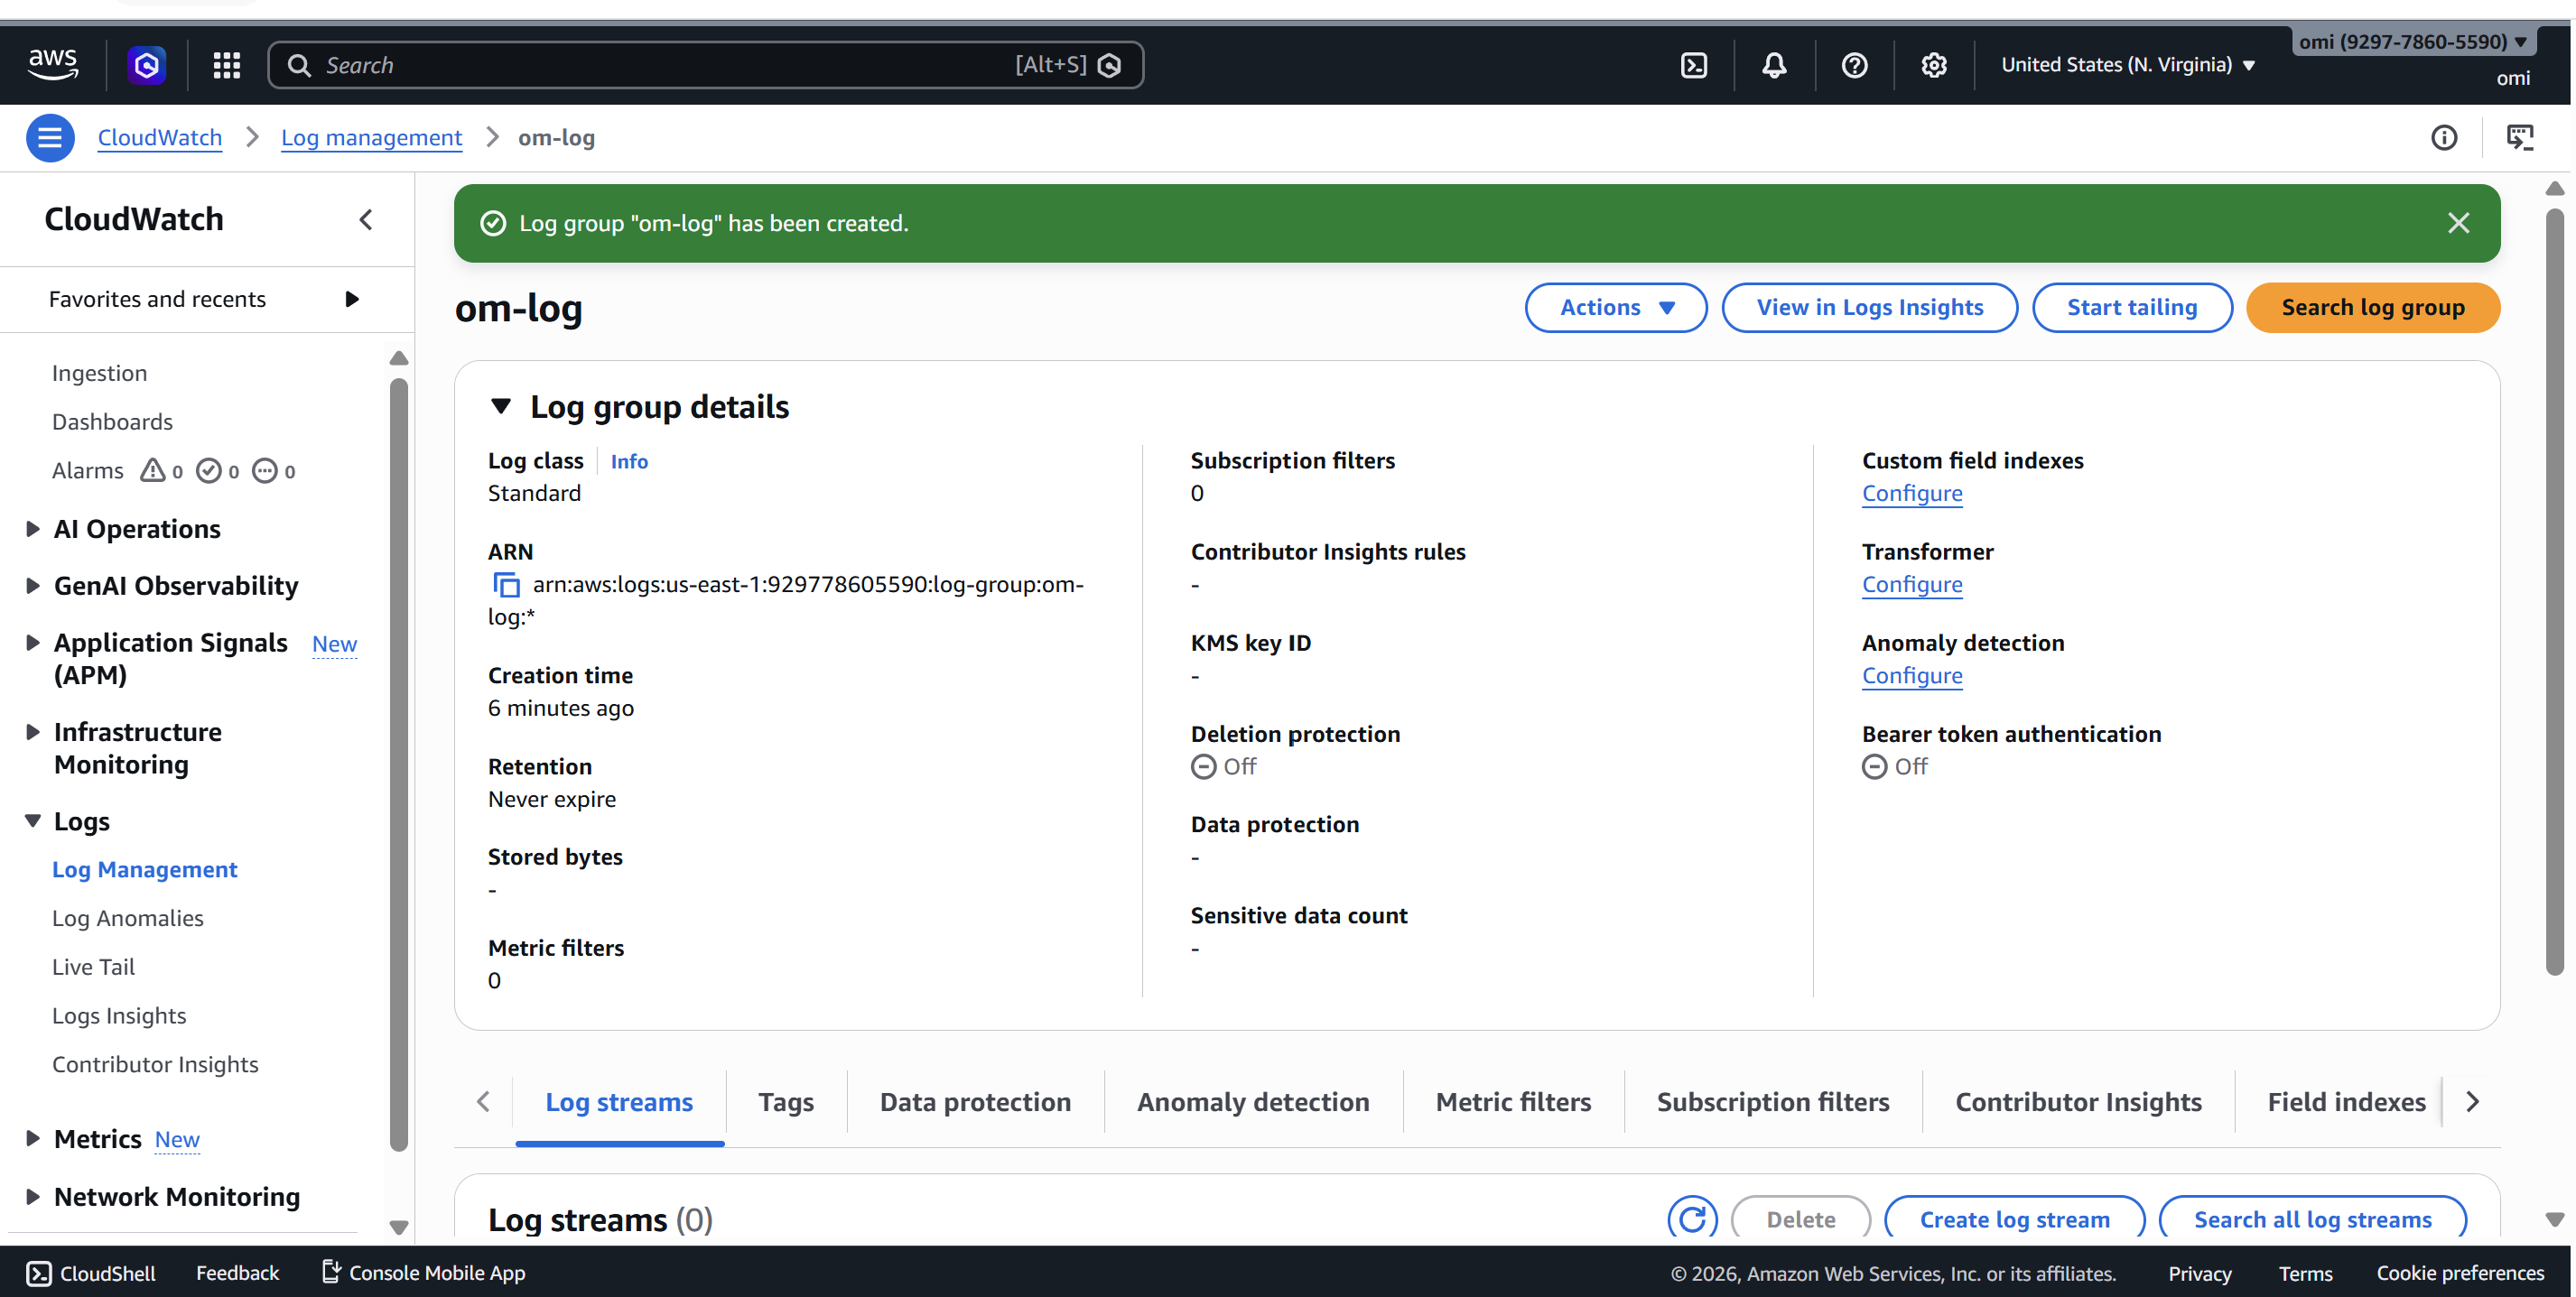 aws
Search [Alt+S]
United States (N. Virginia)
omi (9297-7860-5590)
omi
CloudWatch
Log management
om-log
CloudWatch
Favorites and recents
Ingestion
Dashboards
Alarms 0 0 0
AI Operations
GenAI Observability
Application Signals New
(APM)
Infrastructure
Monitoring
Logs
Log Management
Log Anomalies
Live Tail
Logs Insights
Contributor Insights
Metrics New
Network Monitoring
Log group "om-log" has been created.
om-log
Actions
View in Logs Insights
Start tailing
Search log group
Log group details
Log class Info
Standard
ARN
arn:aws:logs:us-east-1:929778605590:log-group:om-
log:*
Creation time
6 minutes ago
Retention
Never expire
Stored bytes
-
Metric filters
0
Subscription filters
0
Contributor Insights rules
-
KMS key ID
-
Deletion protection
Off
Data protection
-
Sensitive data count
-
Custom field indexes
Configure
Transformer
Configure
Anomaly detection
Configure
Bearer token authentication
Off
Log streams
Tags
Data protection
Anomaly detection
Metric filters
Subscription filters
Contributor Insights
Field indexes
Log streams (0)
Delete
Create log stream
Search all log streams
CloudShell
Feedback
Console Mobile App
© 2026, Amazon Web Services, Inc. or its affiliates.
Privacy
Terms
Cookie preferences